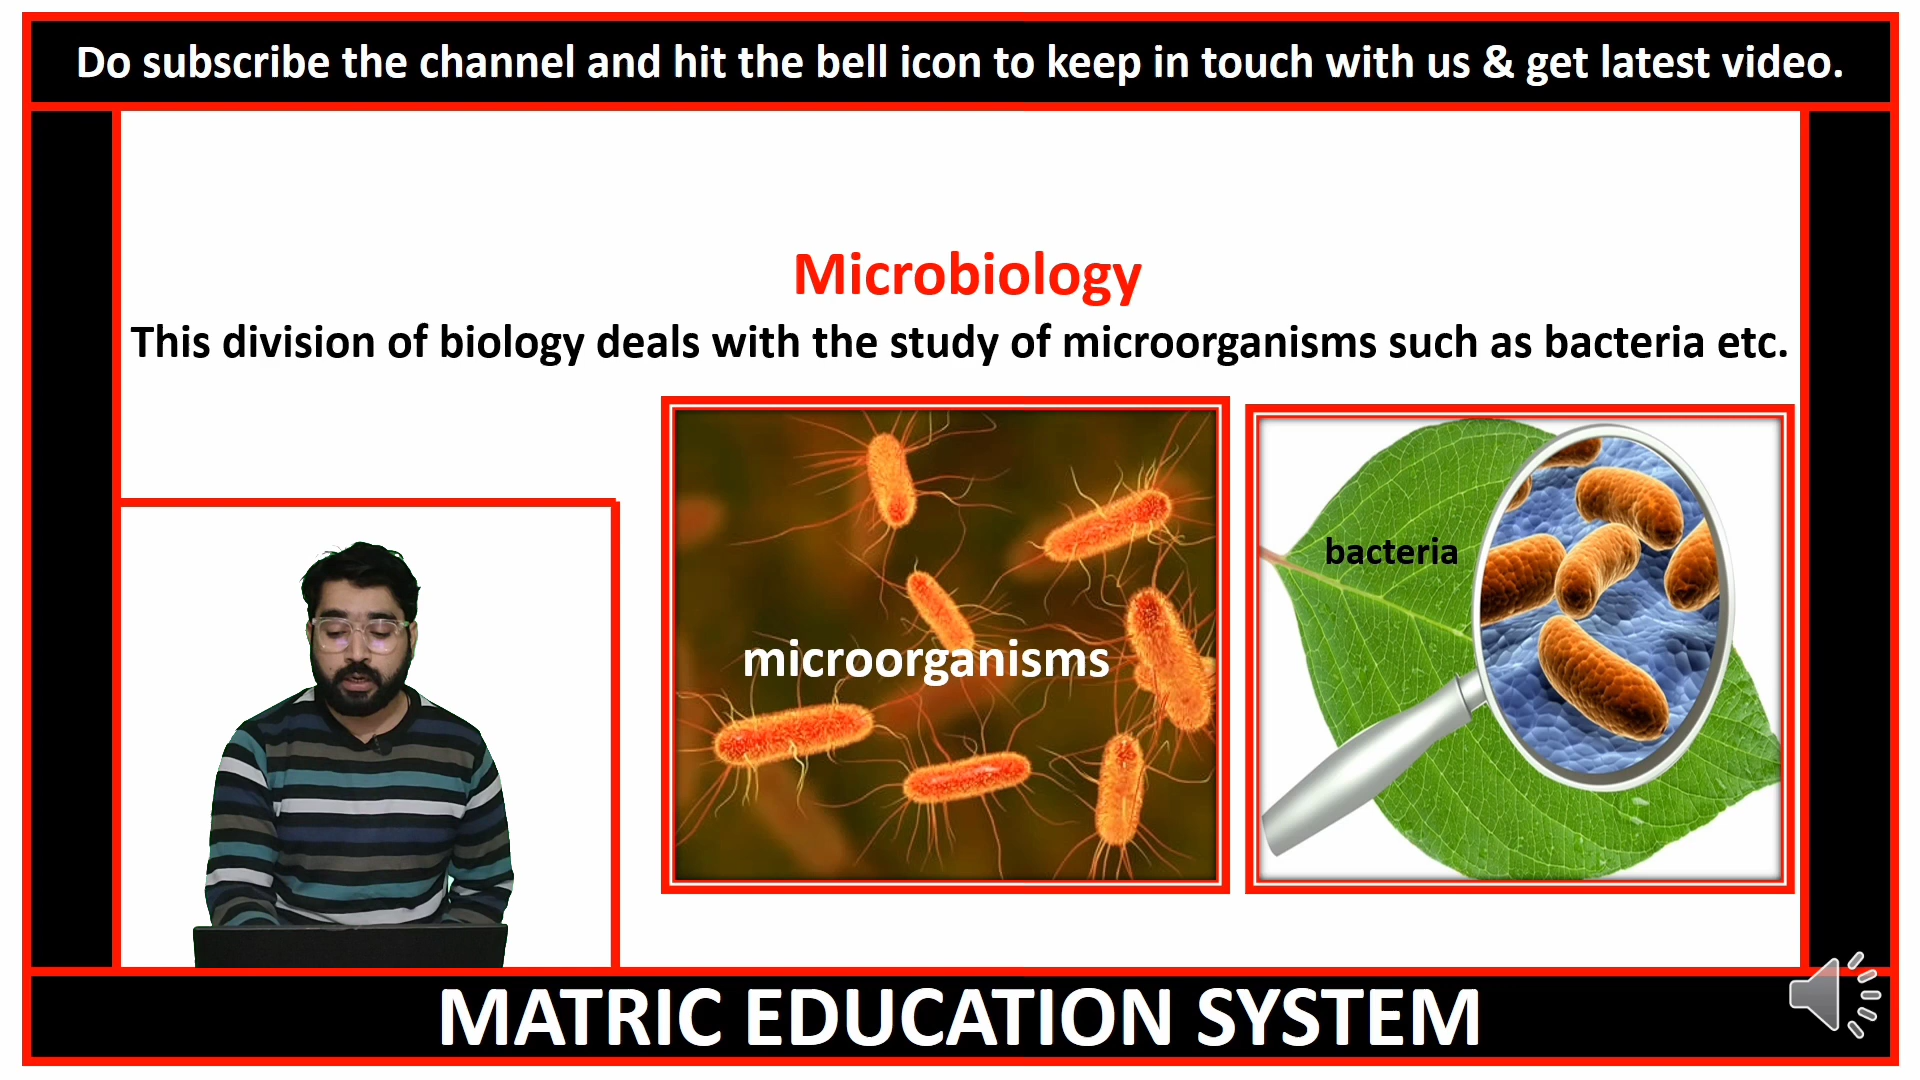 Do subscribe the channel and hit the bell icon to keep in touch with us & get latest video.
Microbiology
This division of biology deals with the study of microorganisms such as bacteria etc.
bacteria
microorganisms
MATRIC EDUCATION SYSTEM